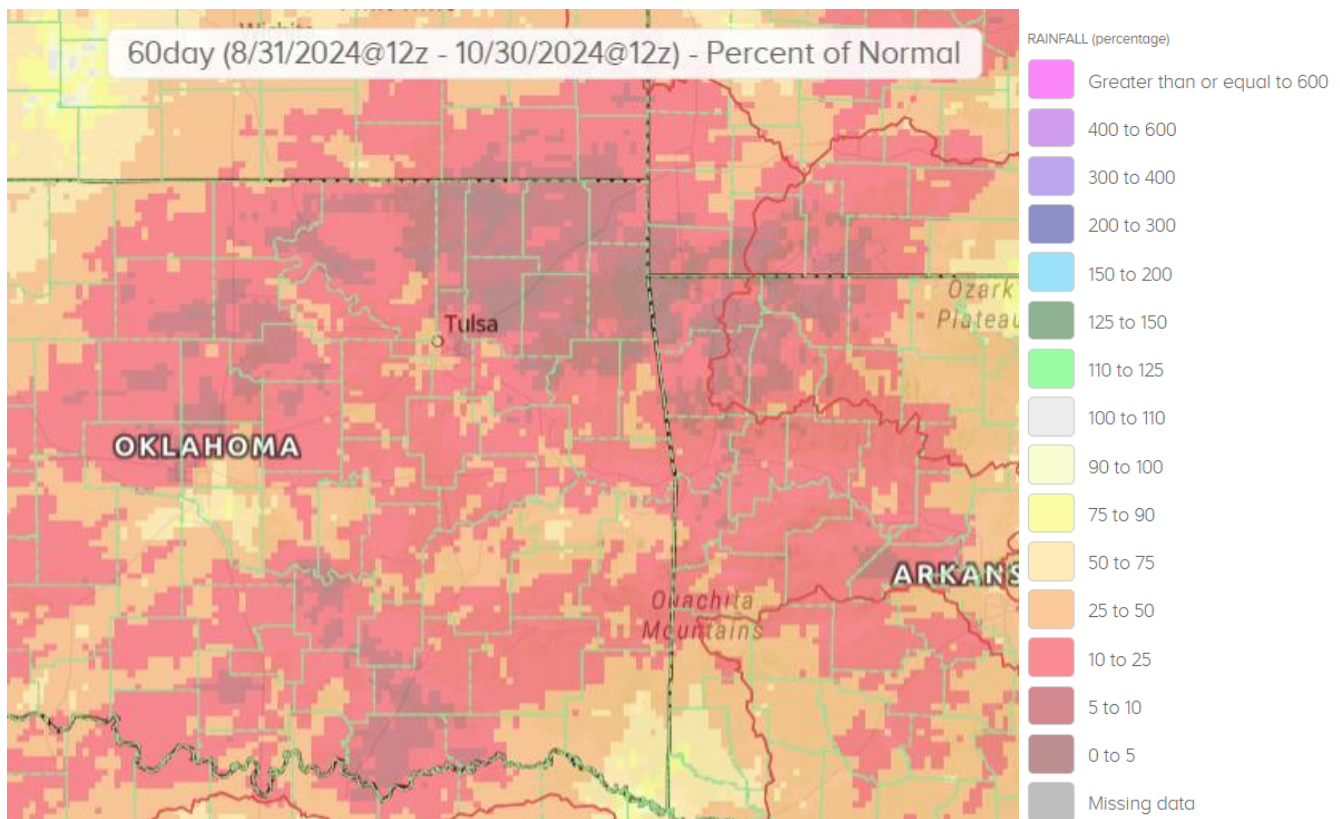 Wichita
60day (8/31/2024@12z - 10/30/2024@12z) - Percent of Normal
RAINFALL (percentage)
Greater than or equal to 600
400 to 600
300 to 400
200 to 300
150 to 200
125 to 150
110 to 125
100 to 110
90 to 100
75 to 90
50 to 75
25 to 50
10 to 25
5 to 10
0 to 5
Missing data
Ozark
Plateau
Tulsa
OKLAHOMA
ARKANS
Ouachita
Mountains